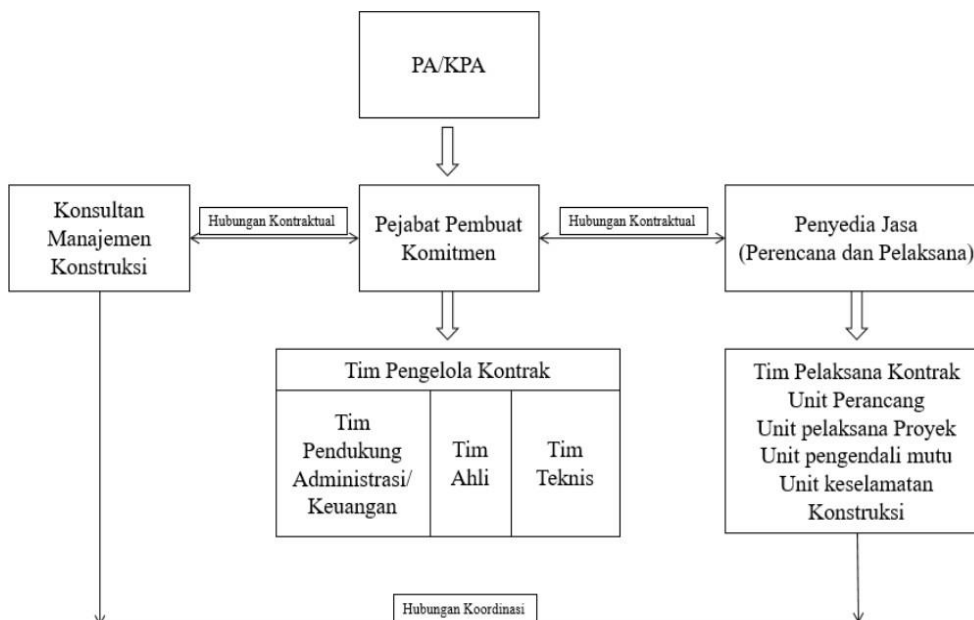 PA/KPA
Konsultan
Manajemen
Konstruksi
Hubungan Kontraktual
Pejabat Pembuat
Komitmen
Hubungan Kontraktual
Penyedia Jasa
(Perencana dan Pelaksana)
Tim Pengelola Kontrak
Tim
Pendukung
Administrasi/
Keuangan
Tim
Ahli
Tim
Teknis
Tim Pelaksana Kontrak
Unit Perancang
Unit pelaksana Proyek
Unit pengendali mutu
Unit keselamatan
Konstruksi
Hubungan Koordinasi